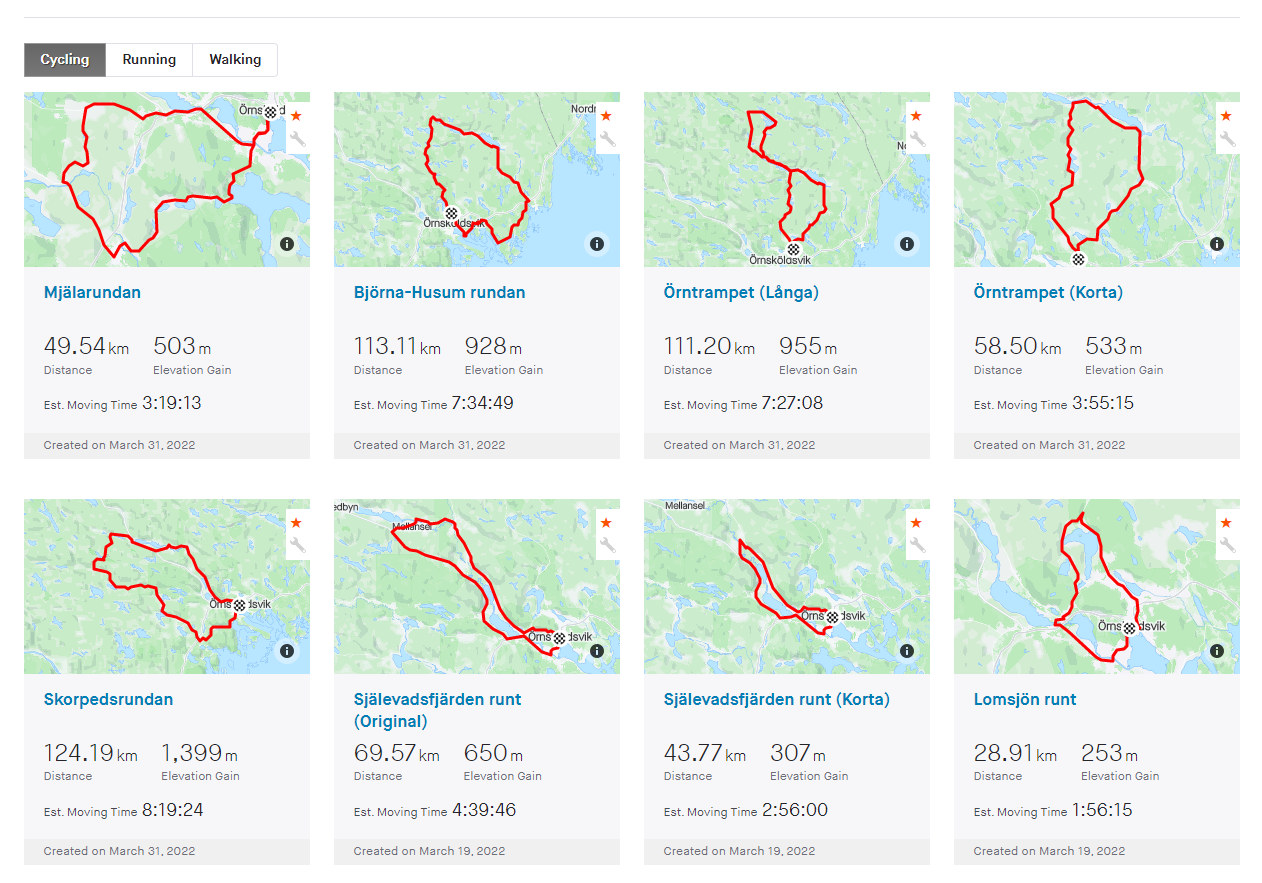 Cycling Running Walking
Mjälarundan
49.54 km 503 m
Distance Elevation Gain
Est. Moving Time 3:19:13
Created on March 31, 2022
Örnsköldsvik
Björna-Husum rundan
113.11 km 928 m
Distance Elevation Gain
Est. Moving Time 7:34:49
Created on March 31, 2022
Örnsköldsvik
Örntrampet (Långa)
111.20 km 955 m
Distance Elevation Gain
Est. Moving Time 7:27:08
Created on March 31, 2022
Örntrampet (Korta)
58.50 km 533 m
Distance Elevation Gain
Est. Moving Time 3:55:15
Created on March 31, 2022
Skorpedsrundan
124.19 km 1,399 m
Distance Elevation Gain
Est. Moving Time 8:19:24
Created on March 31, 2022
Mellansel
Själevadsfjärden runt
(Original)
69.57 km 650 m
Distance Elevation Gain
Est. Moving Time 4:39:46
Created on March 19, 2022
Mellansel
Själevadsfjärden runt (Korta)
43.77 km 307 m
Distance Elevation Gain
Est. Moving Time 2:56:00
Created on March 19, 2022
Lomsjön runt
28.91 km 253 m
Distance Elevation Gain
Est. Moving Time 1:56:15
Created on March 19, 2022